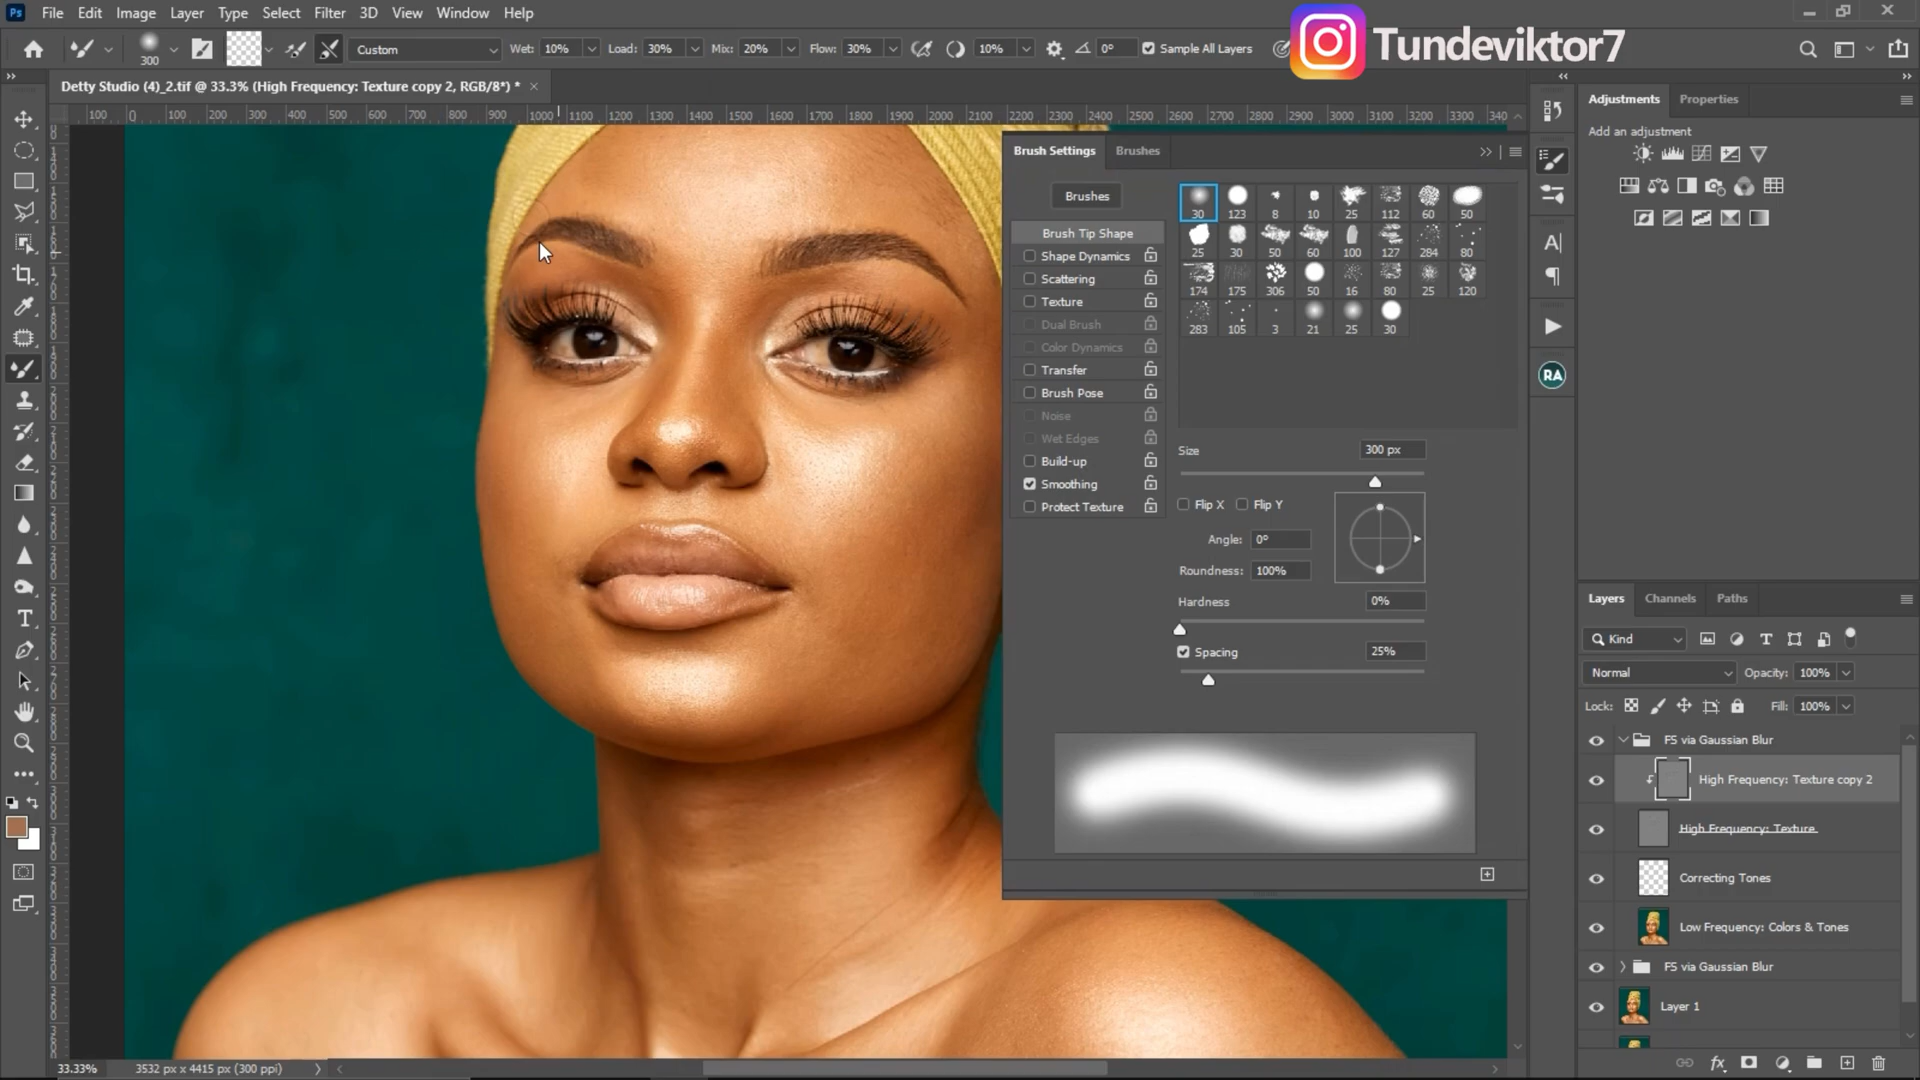 Ps File Edit Image Layer Type Select Filter 3D View Window Help
300 Custom Wet: 10% Load: 30% Mix: 20% Flow: 30% 10% 0° Sample All Layers
Tundeviktor7
Detty Studio (4)_2.tif @ 33.3% (High Frequency: Texture copy 2, RGB/8*) *
100 0 100 200 300 400 500 600 700 800 900 1000 1100 1200 1300 1400 1500 1600 1700 1800 1900 2000 2100 2200 2300 2400 2500 2600 2700 2800 2900 3000 3100 3200 3300 340
Brush Settings Brushes
Brushes
Brush Tip Shape
Shape Dynamics
Scattering
Texture
Dual Brush
Color Dynamics
Transfer
Brush Pose
Noise
Wet Edges
Build-up
Smoothing
Protect Texture
30 123 8 10 25 112 60 50
25 30 50 60 100 127 284 80
174 175 306 50 16 80 25 120
283 105 3 21 25 30
Size 300 px
Flip X Flip Y
Angle: 0°
Roundness: 100%
Hardness 0%
Spacing 25%
Adjustments Properties
Add an adjustment
A|
RA
Layers Channels Paths
Kind
Normal Opacity: 100%
Lock: Fill: 100%
FS via Gaussian Blur
High Frequency: Texture copy 2
High Frequency: Texture
Correcting Tones
Low Frequency: Colors & Tones
FS via Gaussian Blur
Layer 1
fx
33.33% 3532 px x 4415 px (300 ppi)